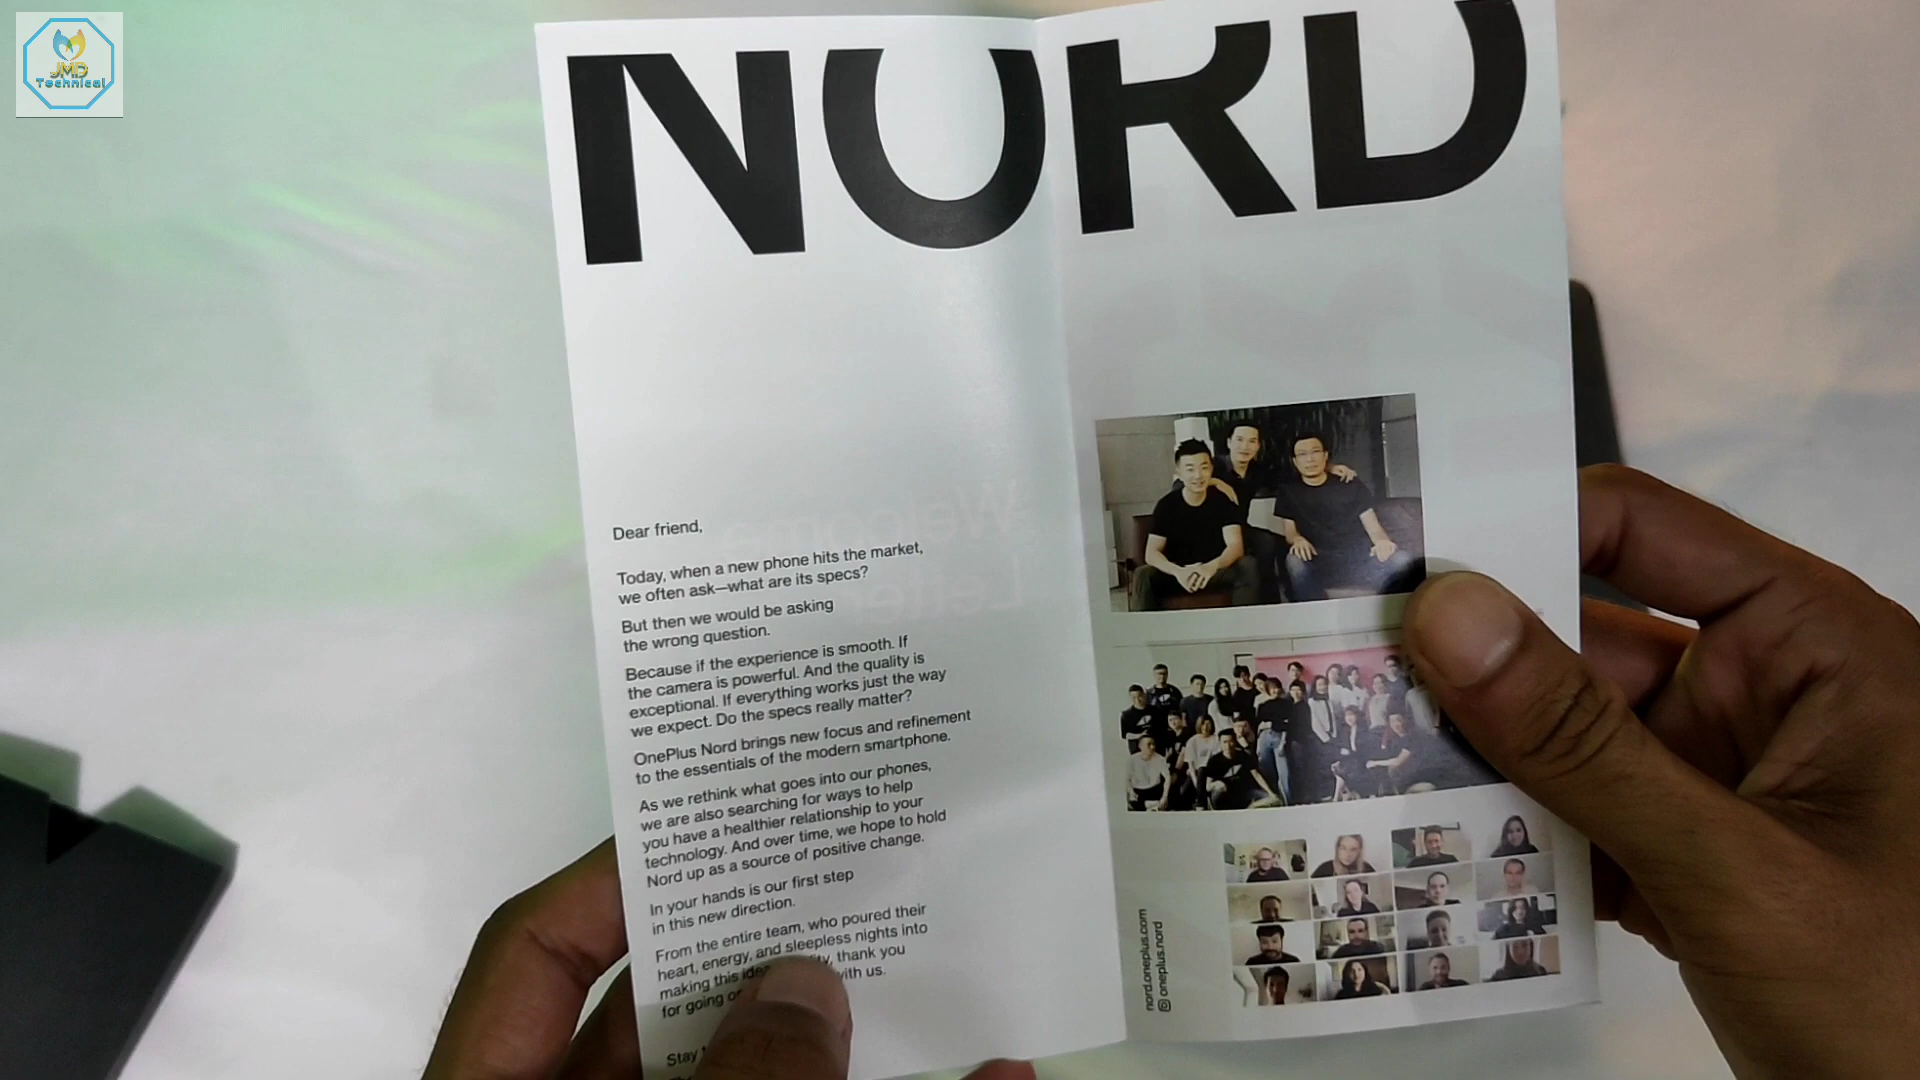 JMD
Technical
NORD
Dear friend,
Today, when a new phone hits the market,
we often ask—what are its specs?
But then we would be asking
the wrong question.
Because if the experience is smooth. If
the camera is powerful. And the quality is
exceptional. If everything works just the way
we expect. Do the specs really matter?
OnePlus Nord brings new focus and refinement
to the essentials of the modern smartphone.
As we rethink what goes into our phones,
we are also searching for ways to help
you have a healthier relationship to your
technology. And over time, we hope to hold
Nord up as a source of positive change.
In your hands is our first step
in this new direction.
From the entire team, who poured their
heart, energy, and sleepless nights into
making this thank you
for going with us.
Stay
nord.oneplus.com
oneplus.nord